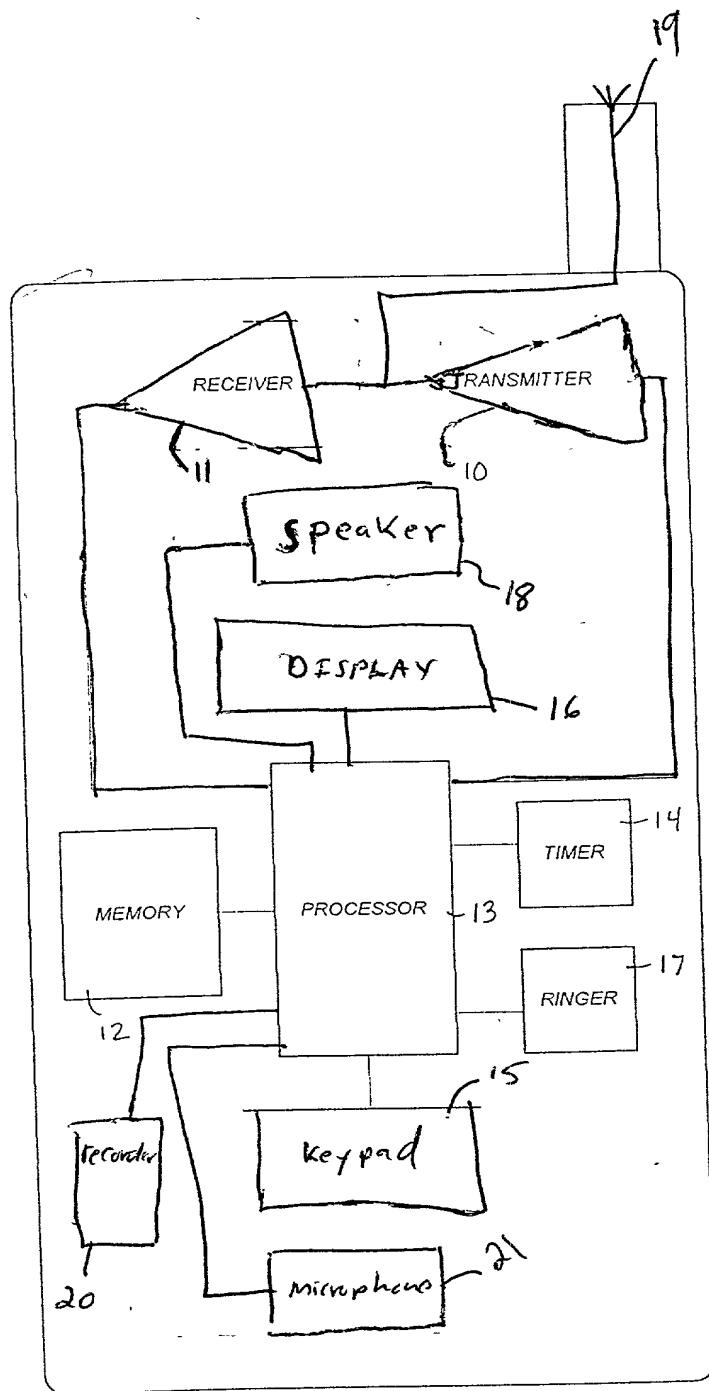 19
RECEIVER
TRANSMITTER
11
10
Speaker
18
DISPLAY
16
14
TIMER
MEMORY
PROCESSOR
13
12
17
RINGER
15
recorder
keypad
20
microphone
21